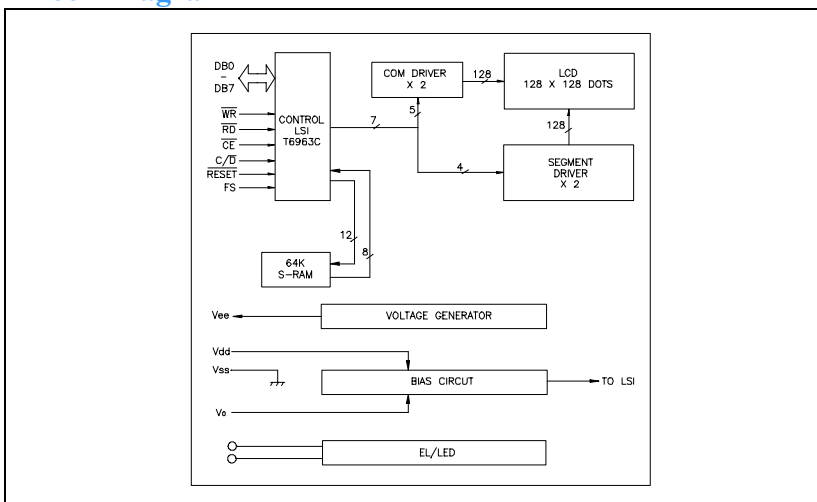 DB0
-
DB7
WR
RD
CE
C/D
RESET
FS
CONTROL
LSI
T6963C
7
5
4
COM DRIVER
X 2
128
LCD
128 X 128 DOTS
128
SEGMENT
DRIVER
X 2
12
8
64K
S-RAM
Vee
VOLTAGE GENERATOR
Vdd
Vss
BIAS CIRCUT
TO LSI
Vo
EL/LED